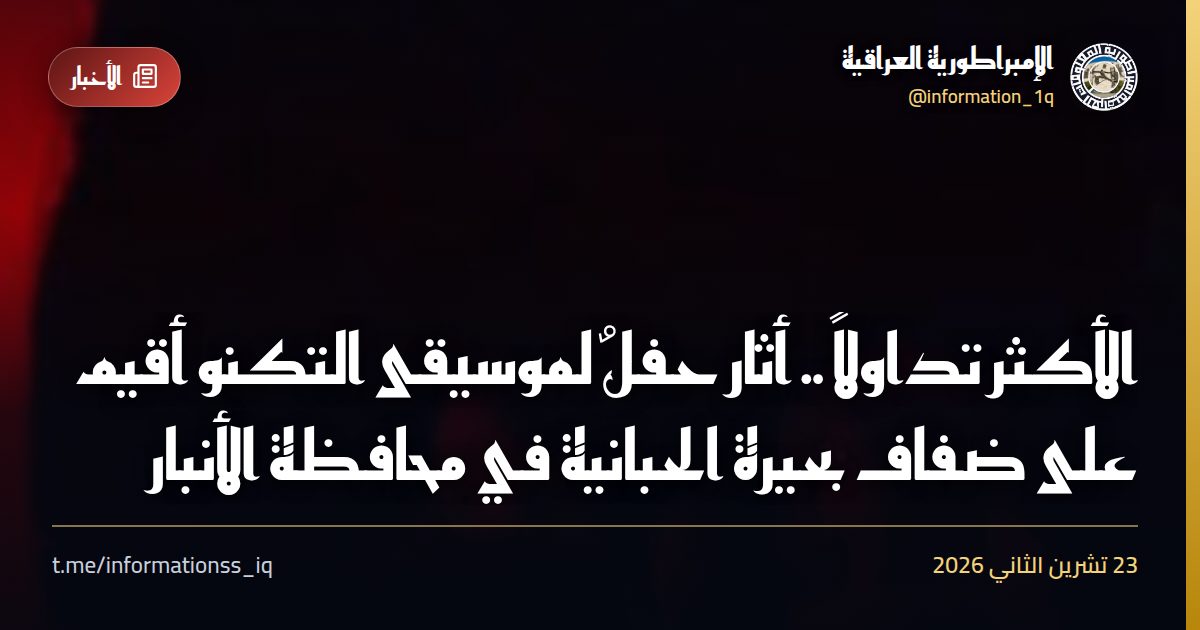 الإمبراطورية العراقية
@information_1q
الأخبار
الأكثر تداولاً .. أثار حفلٌ لموسيقى التكنو أقيم
على ضفاف بحيرة الحبانية في محافظة الأنبار
23 تشرين الثاني 2026
t.me/informationss_iq